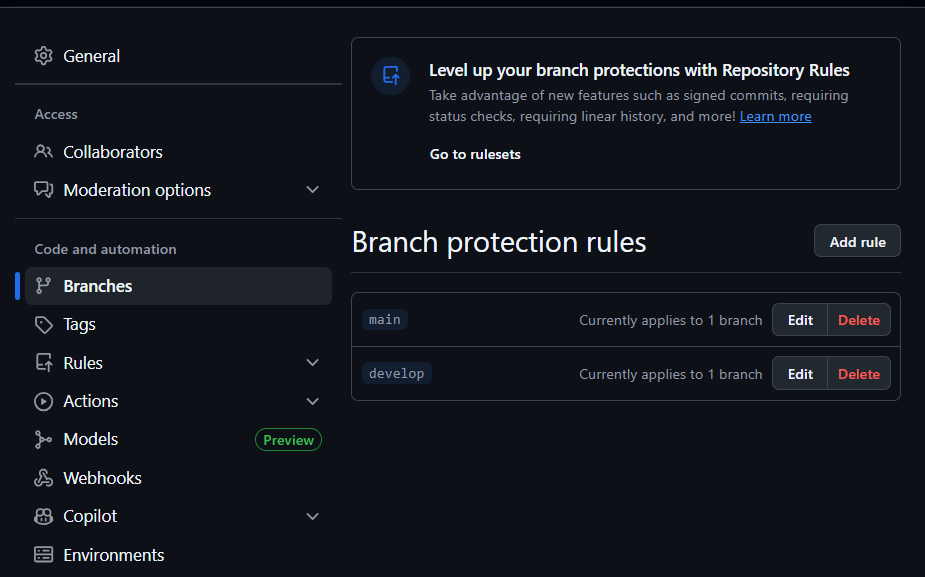 General
Access
Collaborators
Moderation options
Code and automation
Branches
Tags
Rules
Actions
Models Preview
Webhooks
Copilot
Environments
Level up your branch protections with Repository Rules
Take advantage of new features such as signed commits, requiring
status checks, requiring linear history, and more! Learn more
Go to rulesets
Branch protection rules Add rule
main Currently applies to 1 branch Edit Delete
develop Currently applies to 1 branch Edit Delete